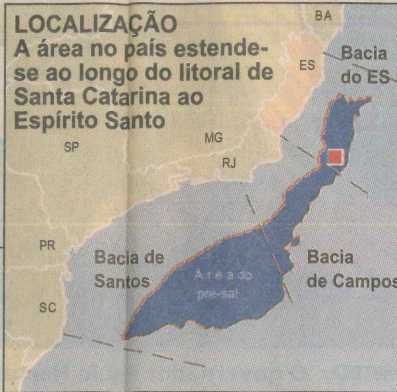 LOCALIZAÇÃO
A área no país estende-
se ao longo do litoral de
Santa Catarina ao
Espírito Santo
BA
ES
Bacia
do ES
MG
SP
RJ
PR
Bacia de
Santos
Área do
pré-sal
Bacia
de Campos
SC